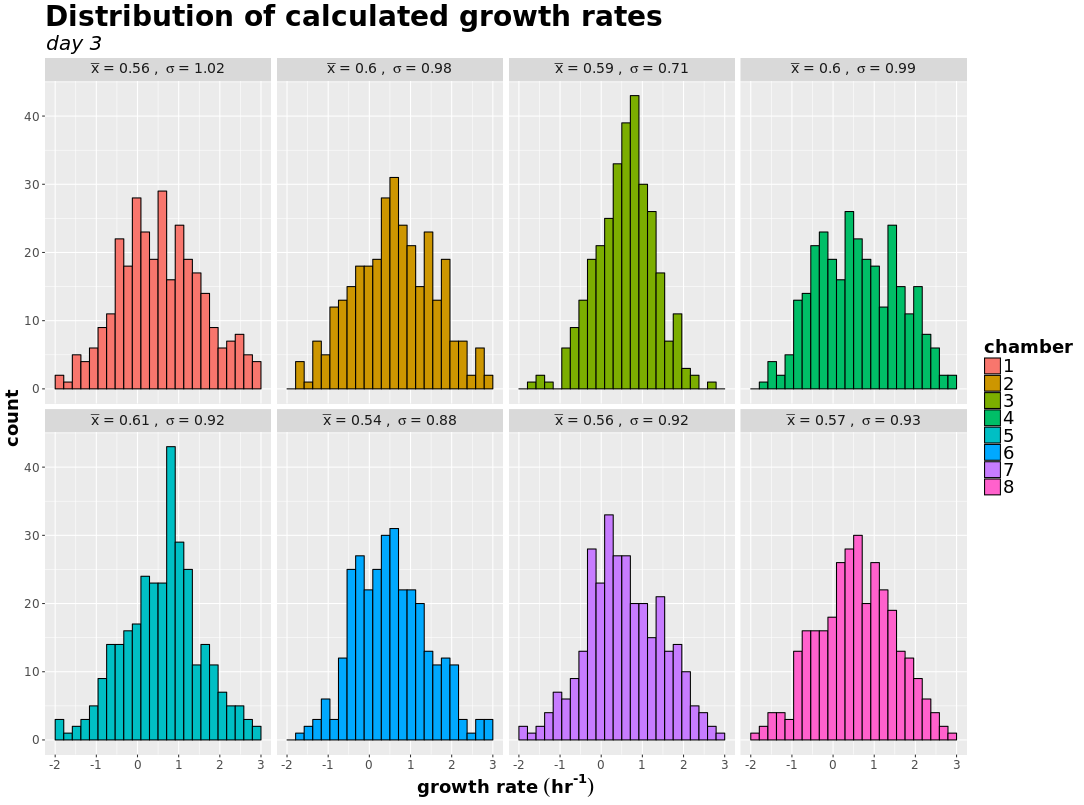 Distribution of calculated growth rates
day 3
x̅ = 0.56 , σ = 1.02
x̅ = 0.6 , σ = 0.98
x̅ = 0.59 , σ = 0.71
x̅ = 0.6 , σ = 0.99
40
30
20
10
0
x̅ = 0.61 , σ = 0.92
x̅ = 0.54 , σ = 0.88
x̅ = 0.56 , σ = 0.92
x̅ = 0.57 , σ = 0.93
40
30
20
10
0
-2 -1 0 1 2 3
-2 -1 0 1 2 3
-2 -1 0 1 2 3
-2 -1 0 1 2 3
growth rate (hr⁻¹)
count
chamber
1
2
3
4
5
6
7
8